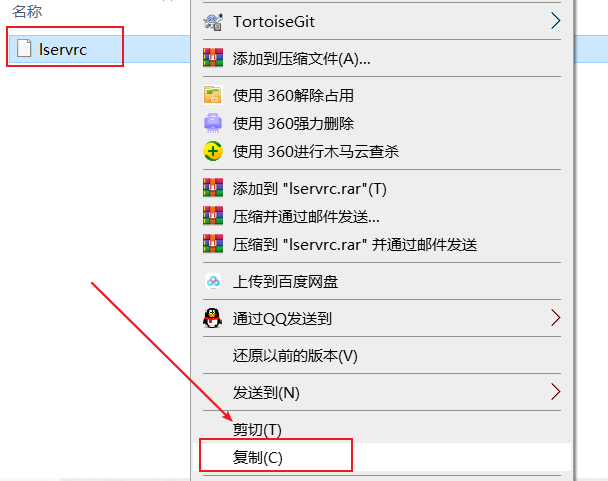 名称
lservrc
TortoiseGit
添加到压缩文件(A)...
使用 360解除占用
使用 360强力删除
使用 360进行木马云查杀
添加到 "lservrc.rar"(T)
压缩并通过邮件发送...
压缩到 "lservrc.rar" 并通过邮件发送
上传到百度网盘
通过QQ发送到
还原以前的版本(V)
发送到(N)
剪切(T)
复制(C)